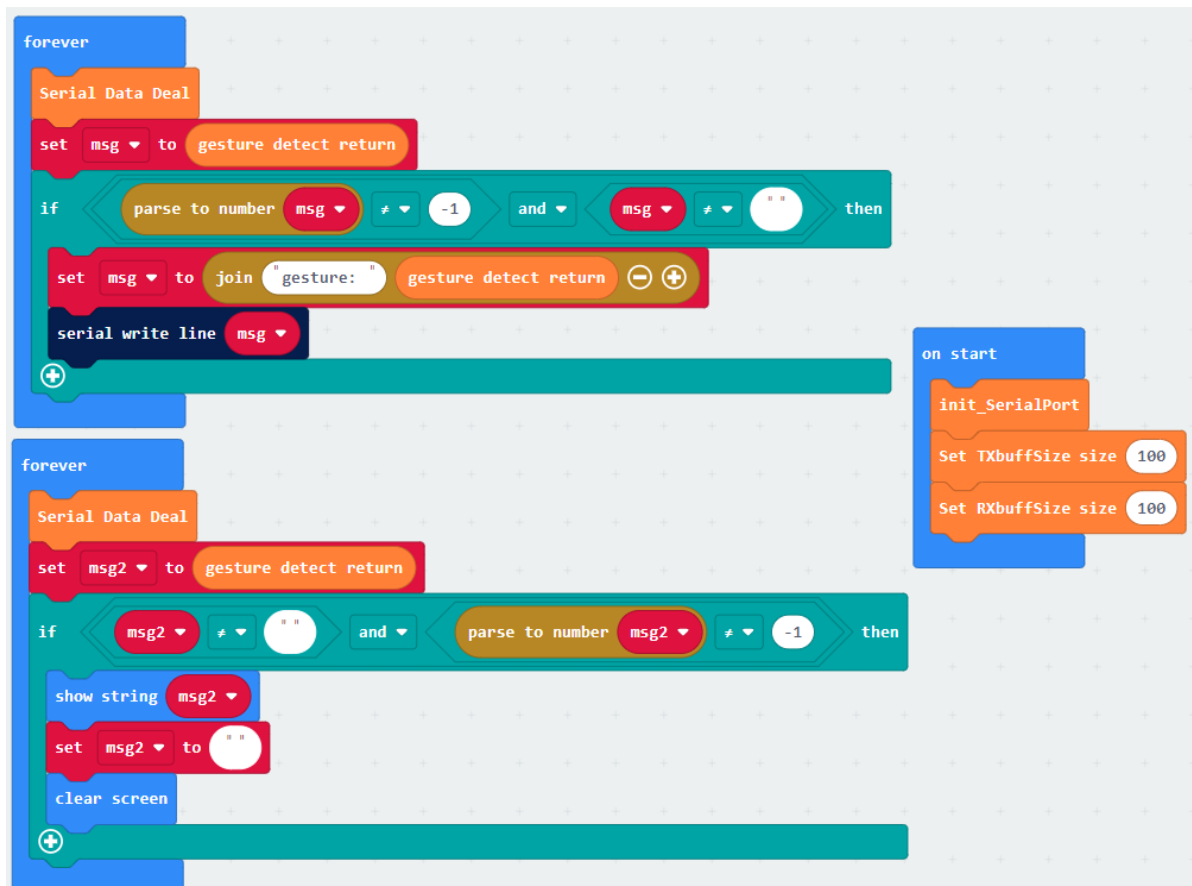 forever
Serial Data Deal
set msg to gesture detect return
if parse to number msg ≠ -1 and msg ≠ " " then
set msg to join "gesture: " gesture detect return
serial write line msg
on start
init_SerialPort
Set TXbuffSize size 100
Set RXbuffSize size 100
forever
Serial Data Deal
set msg2 to gesture detect return
if msg2 ≠ " " and parse to number msg2 ≠ -1 then
show string msg2
set msg2 to " "
clear screen